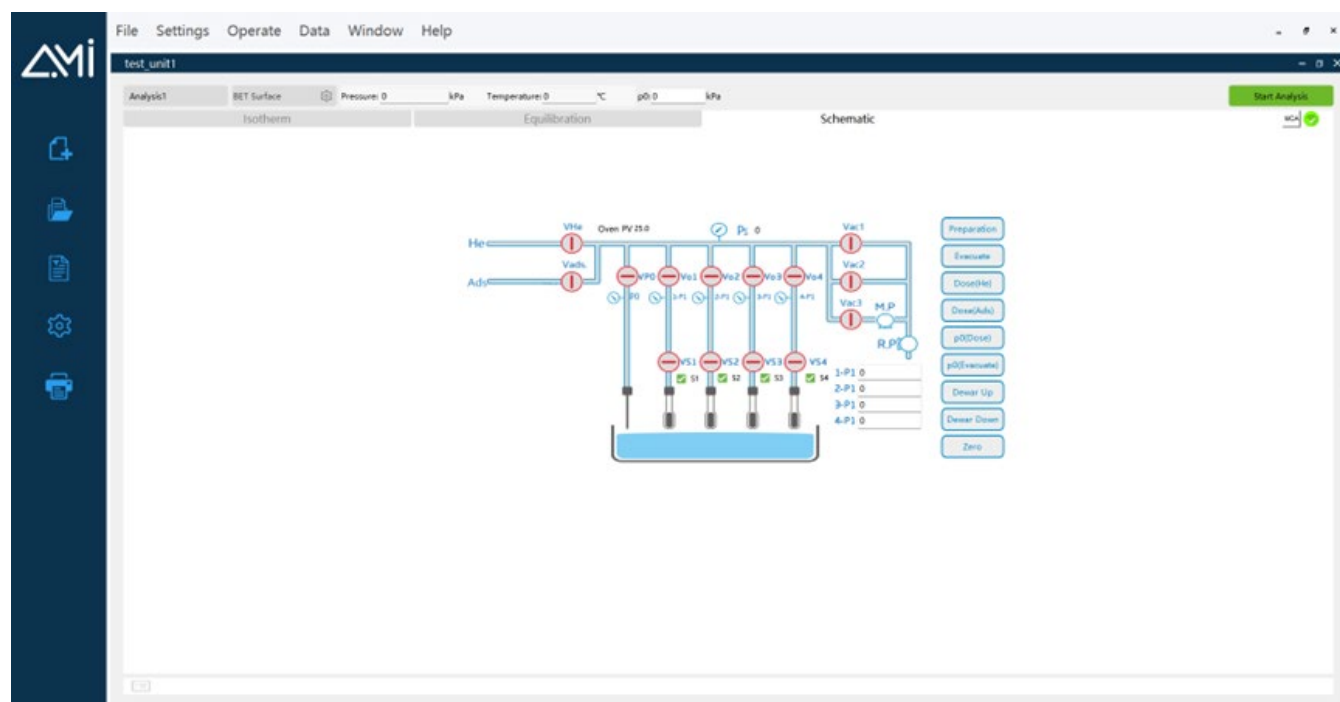 AMi
File Settings Operate Data Window Help
test_unit1
Analysis1 BET Surface Pressure: 0 kPa Temperature: 0 ℃ p0: 0 kPa Start Analysis
Isotherm Equilibration Schematic
VHe Oven PV 25.0 P: 0 Vac1 Preparation
He
Vads Vac2 Evacuate
Ads VP0 Vo1 Vo2 Vo3 Vo4 Dose(He)
P0 1-P1 2-P1 3-P1 4-P1 Vac3 M.P Dose(Ads)
R.P p0(Dose)
VS1 VS2 VS3 VS4 p0(Evacuate)
S1 S2 S3 S4 1-P1 0
2-P1 0 Dewar Up
3-P1 0
4-P1 0 Dewar Down
Zero